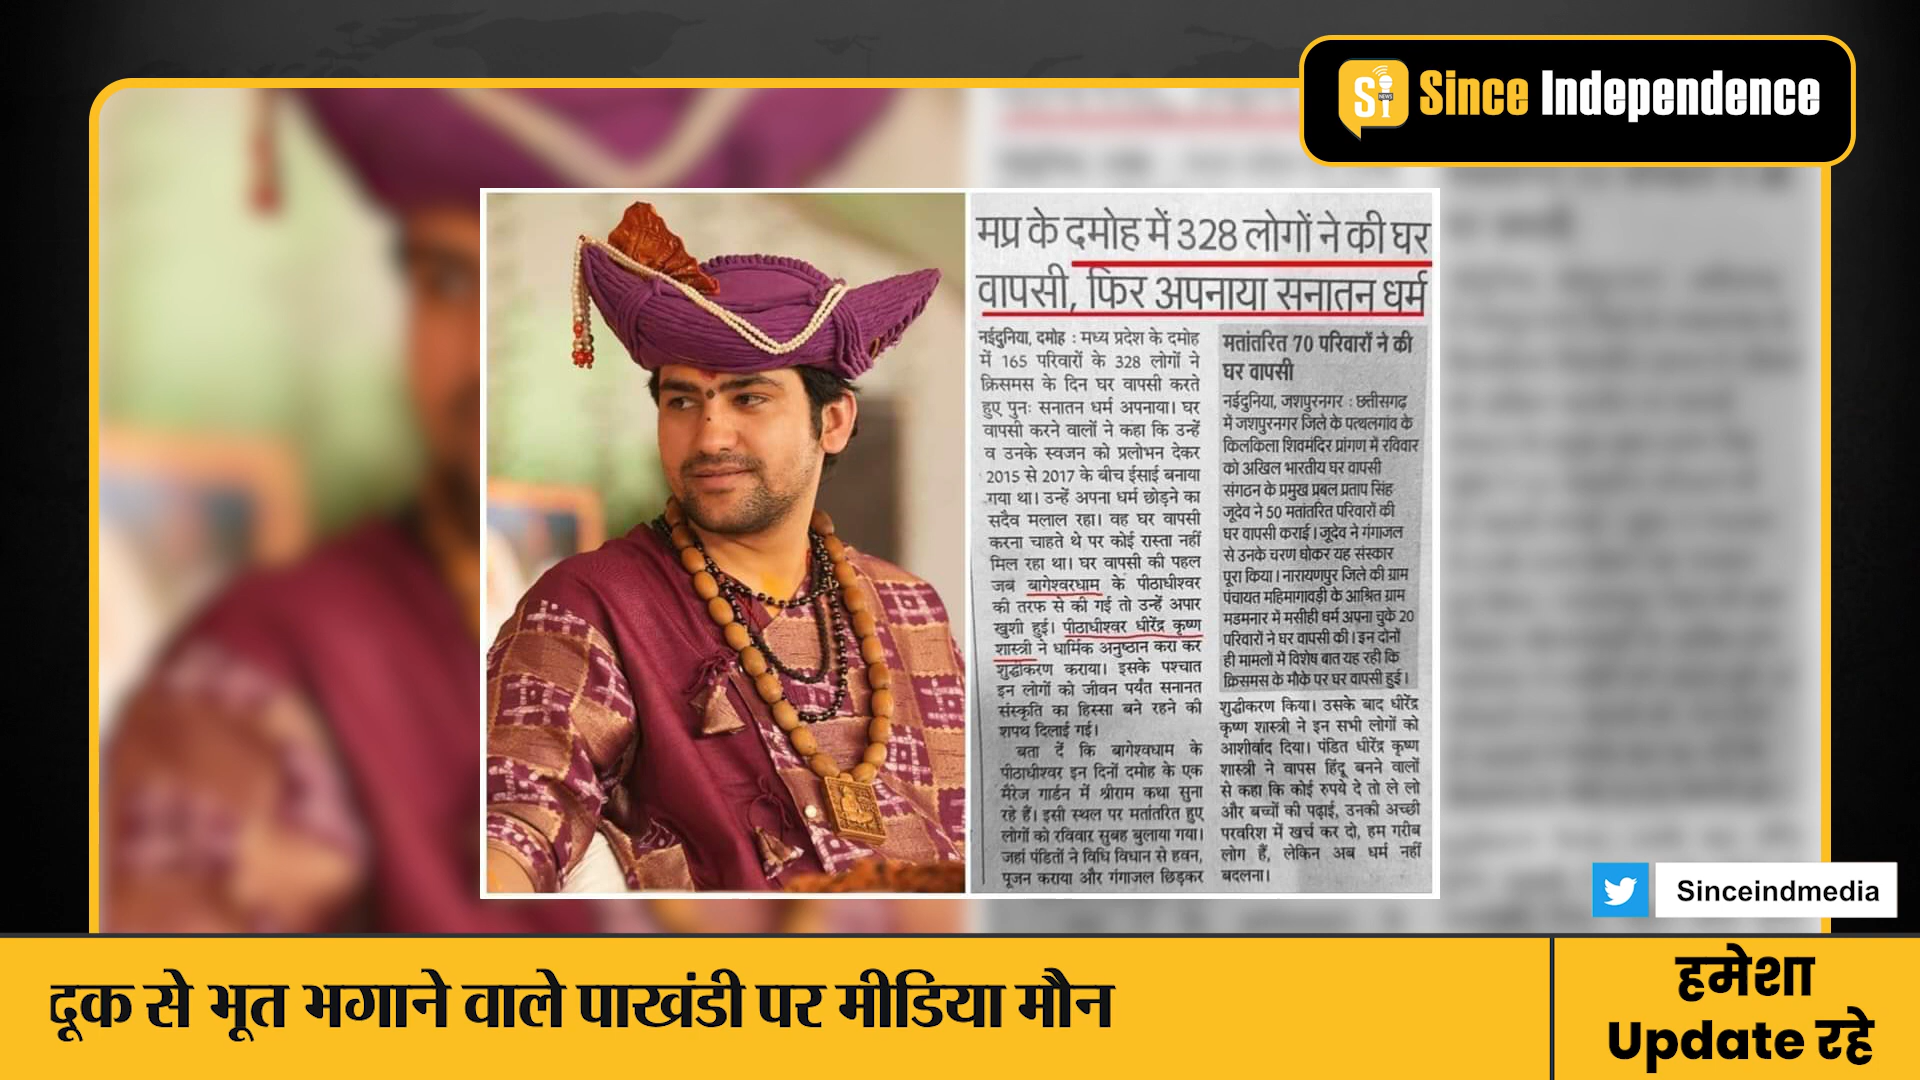 Si NEWS Since Independence
मप्र के दमोह में 328 लोगों ने की घर
वापसी, फिर अपनाया सनातन धर्म
नईदुनिया, दमोह : मध्य प्रदेश के दमोह
में 165 परिवारों के 328 लोगों ने
क्रिसमस के दिन घर वापसी करते
हुए पुनः सनातन धर्म अपनाया। घर
वापसी करने वालों ने कहा कि उन्हें
व उनके स्वजन को प्रलोभन देकर
2015 से 2017 के बीच ईसाई बनाया
गया था। उन्हें अपना धर्म छोड़ने का
सदैव मलाल रहा। वह घर वापसी
करना चाहते थे पर कोई रास्ता नहीं
मिल रहा था। घर वापसी की पहल
जब बागेश्वरधाम के पीठाधीश्वर
की तरफ से की गई तो उन्हें अपार
खुशी हुई। पीठाधीश्वर धीरेंद्र कृष्ण
शास्त्री ने धार्मिक अनुष्ठान करा कर
शुद्धीकरण कराया। इसके पश्चात
इन लोगों को जीवन पर्यंत सनानत
संस्कृति का हिस्सा बने रहने की
शपथ दिलाई गई।
बता दें कि बागेश्वधाम के
पीठाधीश्वर इन दिनों दमोह के एक
मैरेज गार्डन में श्रीराम कथा सुना
रहे हैं। इसी स्थल पर मतांतरित हुए
लोगों को रविवार सुबह बुलाया गया।
जहां पंडितों ने विधि विधान से हवन,
पूजन कराया और गंगाजल छिड़कर
मतांतरित 70 परिवारों ने की
घर वापसी
नईदुनिया, जशपुरनगर : छत्तीसगढ़
में जशपुरनगर जिले के पत्थलगांव के
किलकिला शिवमंदिर प्रांगण में रविवार
को अखिल भारतीय घर वापसी
संगठन के प्रमुख प्रबल प्रताप सिंह
जूदेव ने 50 मतांतरित परिवारों की
घर वापसी कराई। जूदेव ने गंगाजल
से उनके चरण धोकर यह संस्कार
पूरा किया। नारायणपुर जिले की ग्राम
पंचायत महिमागावड़ी के आश्रित ग्राम
मडमनार में मसीही धर्म अपना चुके 20
परिवारों ने घर वापसी की। इन दोनों
ही मामलों में विशेष बात यह रही कि
क्रिसमस के मौके पर घर वापसी हुई।
शुद्धीकरण किया। उसके बाद धीरेंद्र
कृष्ण शास्त्री ने इन सभी लोगों को
आशीर्वाद दिया। पंडित धीरेंद्र कृष्ण
शास्त्री ने वापस हिंदू बनने वालों
से कहा कि कोई रुपये दे तो ले लो
और बच्चों की पढ़ाई, उनकी अच्छी
परवरिश में खर्च कर दो, हम गरीब
लोग हैं, लेकिन अब धर्म नहीं
बदलना।
Sinceindmedia
दूक से भूत भगाने वाले पाखंडी पर मीडिया मौन
हमेशा
Update रहे